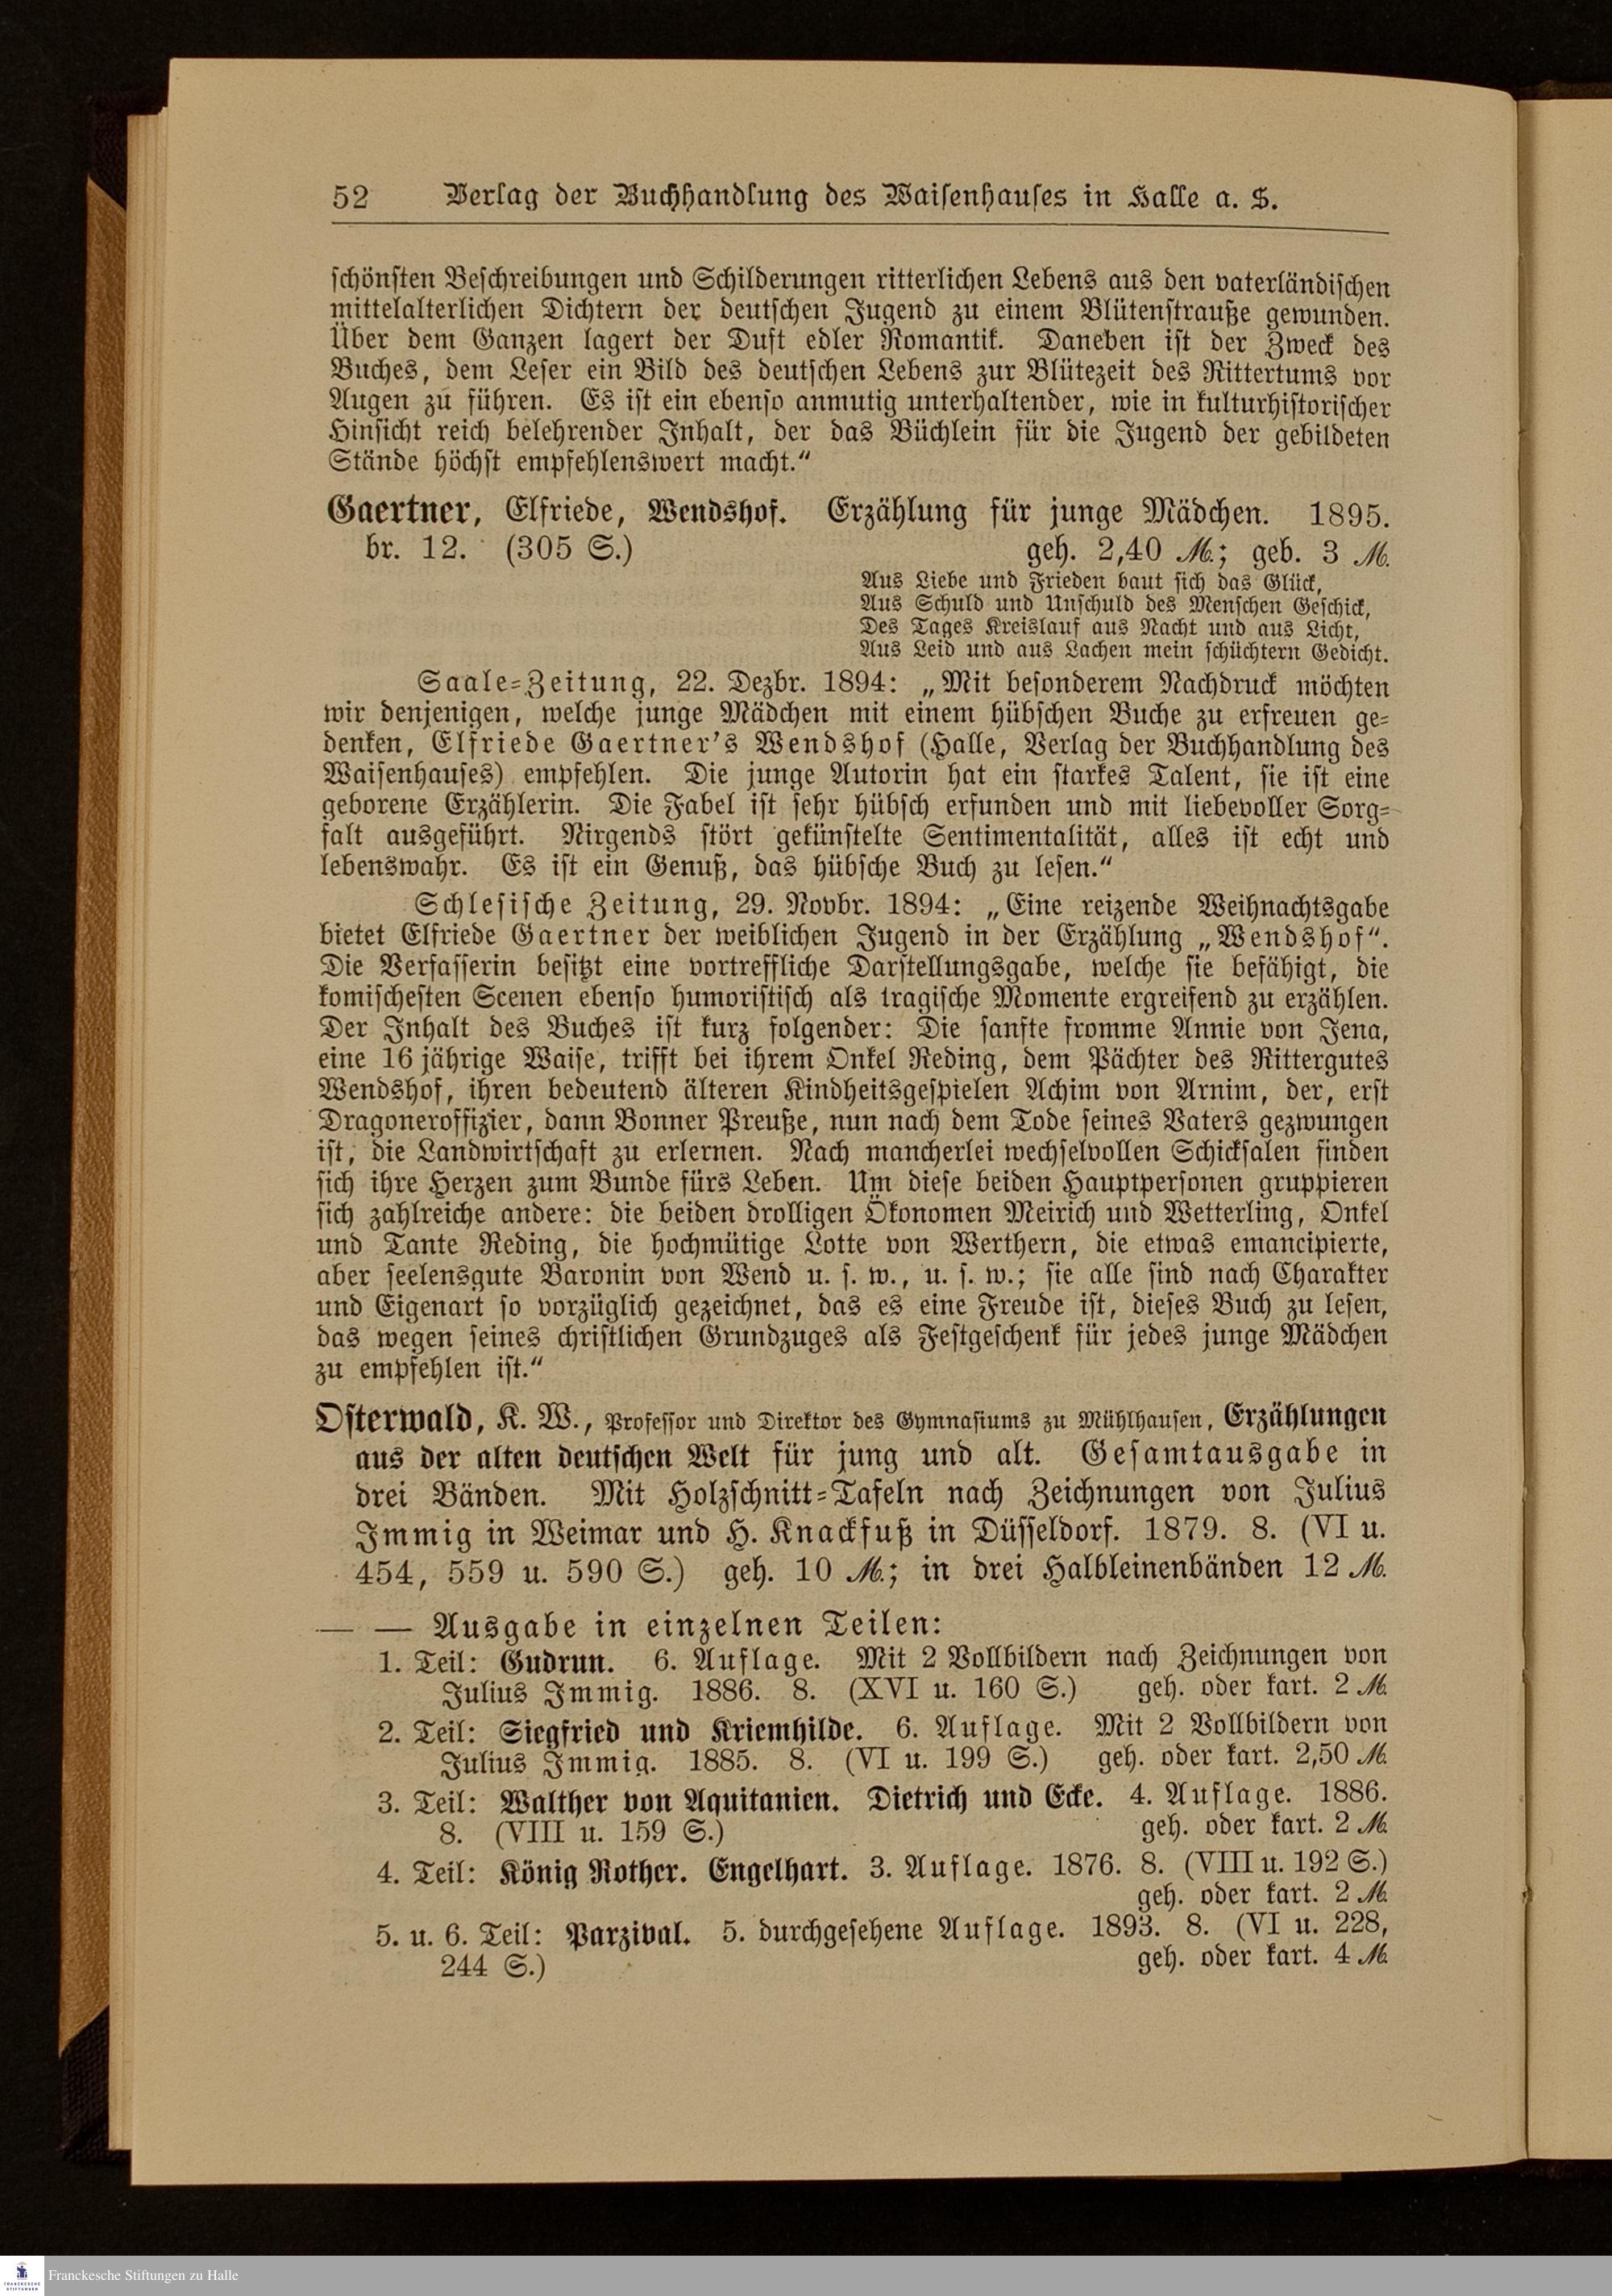 52 Verlag der Buchhandlung des Waisenhauses in Halle a. S.
schönsten Beschreibungen und Schilderungen ritterlichen Lebens aus den vaterländischen
mittelalterlichen Dichtern der deutschen Jugend zu einem Blütenstrauße gewunden.
Über dem Ganzen lagert der Duft edler Romantik. Daneben ist der Zweck des
Buches, dem Leser ein Bild des deutschen Lebens zur Blütezeit des Rittertums vor
Augen zu führen. Es ist ein ebenso anmutig unterhaltender, wie in kulturhistorischer
Hinsicht reich belehrender Inhalt, der das Büchlein für die Jugend der gebildeten
Stände höchst empfehlenswert macht.“
Gaertner, Elfriede, Wendshof. Erzählung für junge Mädchen. 1895.
br. 12. (305 S.) geh. 2,40 M.; geb. 3 M.
Aus Liebe und Frieden baut sich das Glück,
Aus Schuld und Unschuld des Menschen Geschick,
Des Tages Kreislauf aus Nacht und aus Licht,
Aus Leid und aus Lachen mein schüchtern Gedicht.
Saale-Zeitung, 22. Dezbr. 1894: „Mit besonderem Nachdruck möchten
wir denjenigen, welche junge Mädchen mit einem hübschen Buche zu erfreuen ge-
denken, Elfriede Gaertner's Wendshof (Halle, Verlag der Buchhandlung des
Waisenhauses) empfehlen. Die junge Autorin hat ein starkes Talent, sie ist eine
geborene Erzählerin. Die Fabel ist sehr hübsch erfunden und mit liebevoller Sorg-
falt ausgeführt. Nirgends stört gekünstelte Sentimentalität, alles ist echt und
lebenswahr. Es ist ein Genuß, das hübsche Buch zu lesen.“
Schlesische Zeitung, 29. Novbr. 1894: „Eine reizende Weihnachtsgabe
bietet Elfriede Gaertner der weiblichen Jugend in der Erzählung „Wendshof“.
Die Verfasserin besitzt eine vortreffliche Darstellungsgabe, welche sie befähigt, die
komischesten Scenen ebenso humoristisch als tragische Momente ergreifend zu erzählen.
Der Inhalt des Buches ist kurz folgender: Die sanfte fromme Annie von Jena,
eine 16 jährige Waise, trifft bei ihrem Onkel Reding, dem Pächter des Rittergutes
Wendshof, ihren bedeutend älteren Kindheitsgespielen Achim von Arnim, der, erst
Dragoneroffizier, dann Bonner Preuße, nun nach dem Tode seines Vaters gezwungen
ist, die Landwirtschaft zu erlernen. Nach mancherlei wechselvollen Schicksalen finden
sich ihre Herzen zum Bunde fürs Leben. Um diese beiden Hauptpersonen gruppieren
sich zahlreiche andere: die beiden drolligen Ökonomen Meirich und Wetterling, Onkel
und Tante Reding, die hochmütige Lotte von Werthern, die etwas emancipierte,
aber seelensgute Baronin von Wend u. s. w., u. s. w.; sie alle sind nach Charakter
und Eigenart so vorzüglich gezeichnet, das es eine Freude ist, dieses Buch zu lesen,
das wegen seines christlichen Grundzuges als Festgeschenk für jedes junge Mädchen
zu empfehlen ist.“
Osterwald, K. W., Professor und Direktor des Gymnasiums zu Mühlhausen, Erzählungen
aus der alten deutschen Welt für jung und alt. Gesamtausgabe in
drei Bänden. Mit Holzschnitt-Tafeln nach Zeichnungen von Julius
Immig in Weimar und H. Knackfuß in Düsseldorf. 1879. 8. (VI u.
454, 559 u. 590 S.) geh. 10 M.; in drei Halbleinenbänden 12 M.
— — Ausgabe in einzelnen Teilen:
1. Teil: Gudrun. 6. Auflage. Mit 2 Vollbildern nach Zeichnungen von
Julius Immig. 1886. 8. (XVI u. 160 S.) geh. oder kart. 2 M.
2. Teil: Siegfried und Kriemhilde. 6. Auflage. Mit 2 Vollbildern von
Julius Immig. 1885. 8. (VI u. 199 S.) geh. oder kart. 2,50 M.
3. Teil: Walther von Aquitanien. Dietrich und Ecke. 4. Auflage. 1886.
8. (VIII u. 159 S.) geh. oder kart. 2 M.
4. Teil: König Rother. Engelhart. 3. Auflage. 1876. 8. (VIII u. 192 S.)
geh. oder kart. 2 M.
5. u. 6. Teil: Parzival. 5. durchgesehene Auflage. 1893. 8. (VI u. 228,
244 S.) geh. oder kart. 4 M.
FRANCKESCHE
STIFTUNGEN
Franckesche Stiftungen zu Halle